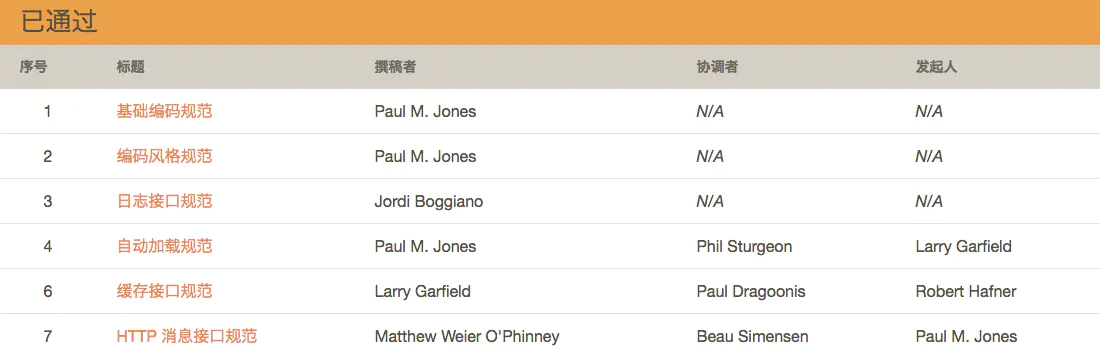 已通过
序号 标题 撰稿者 协调者 发起人
1 基础编码规范 Paul M. Jones N/A N/A
2 编码风格规范 Paul M. Jones N/A N/A
3 日志接口规范 Jordi Boggiano N/A N/A
4 自动加载规范 Paul M. Jones Phil Sturgeon Larry Garfield
6 缓存接口规范 Larry Garfield Paul Dragoonis Robert Hafner
7 HTTP 消息接口规范 Matthew Weier O'Phinney Beau Simensen Paul M. Jones